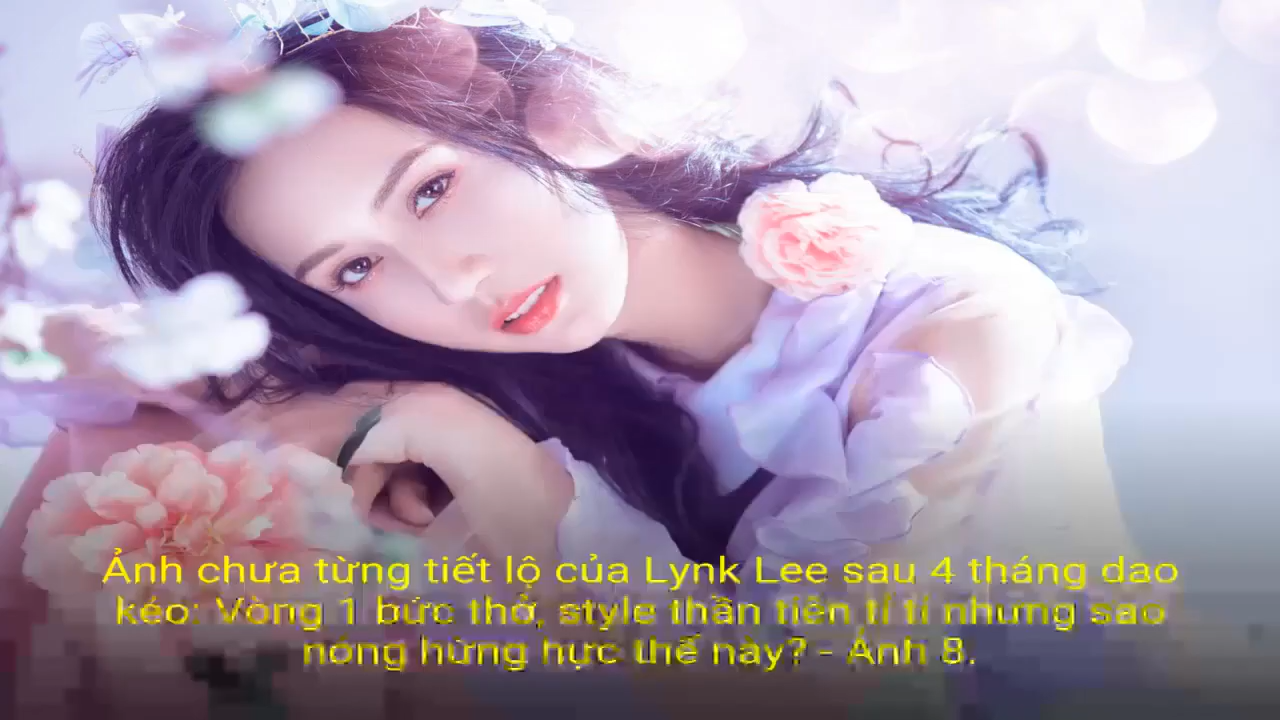 Ảnh chưa từng tiết lộ của Lynk Lee sau 4 tháng dao
kéo: Vòng 1 bức thở, style thần tiên tỉ tỉ nhưng sao
nóng hừng hực thế này? - Ảnh 8.